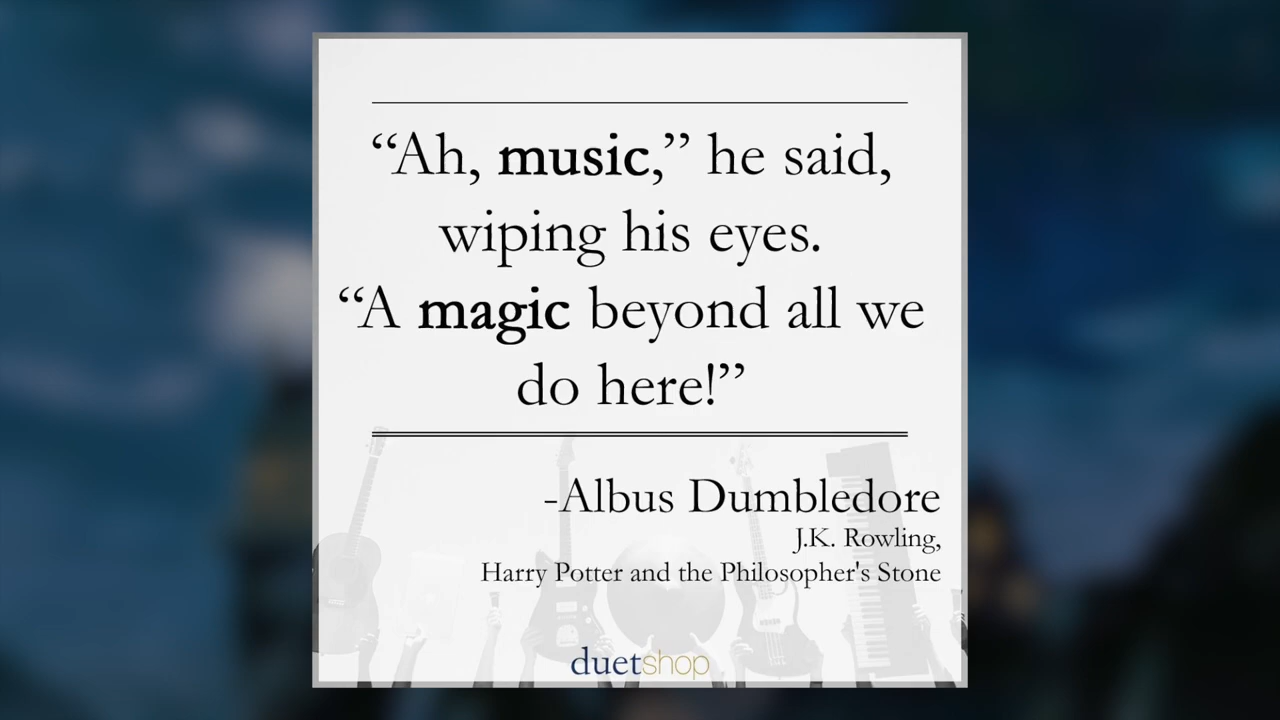 “Ah, music,” he said,
wiping his eyes.
“A magic beyond all we
do here!”
-Albus Dumbledore
J.K. Rowling,
Harry Potter and the Philosopher's Stone
duetshop